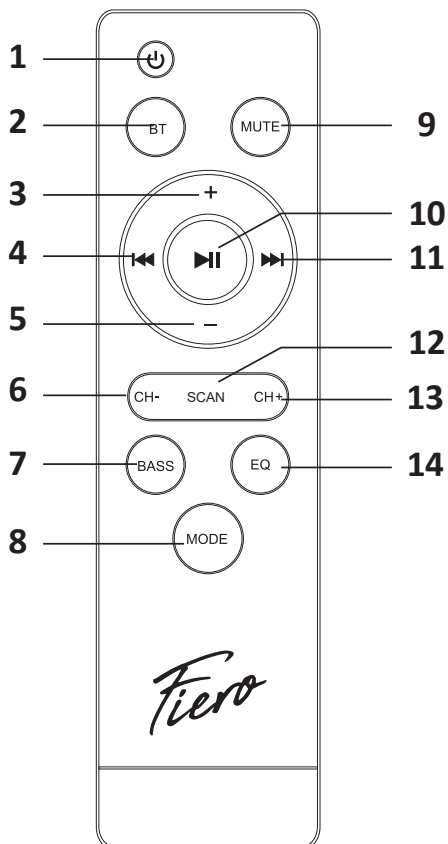 1
2 BT MUTE 9
3 +
4 10
11
5 −
12
6 CH- SCAN CH+ 13
7 BASS EQ 14
8 MODE
Fiero